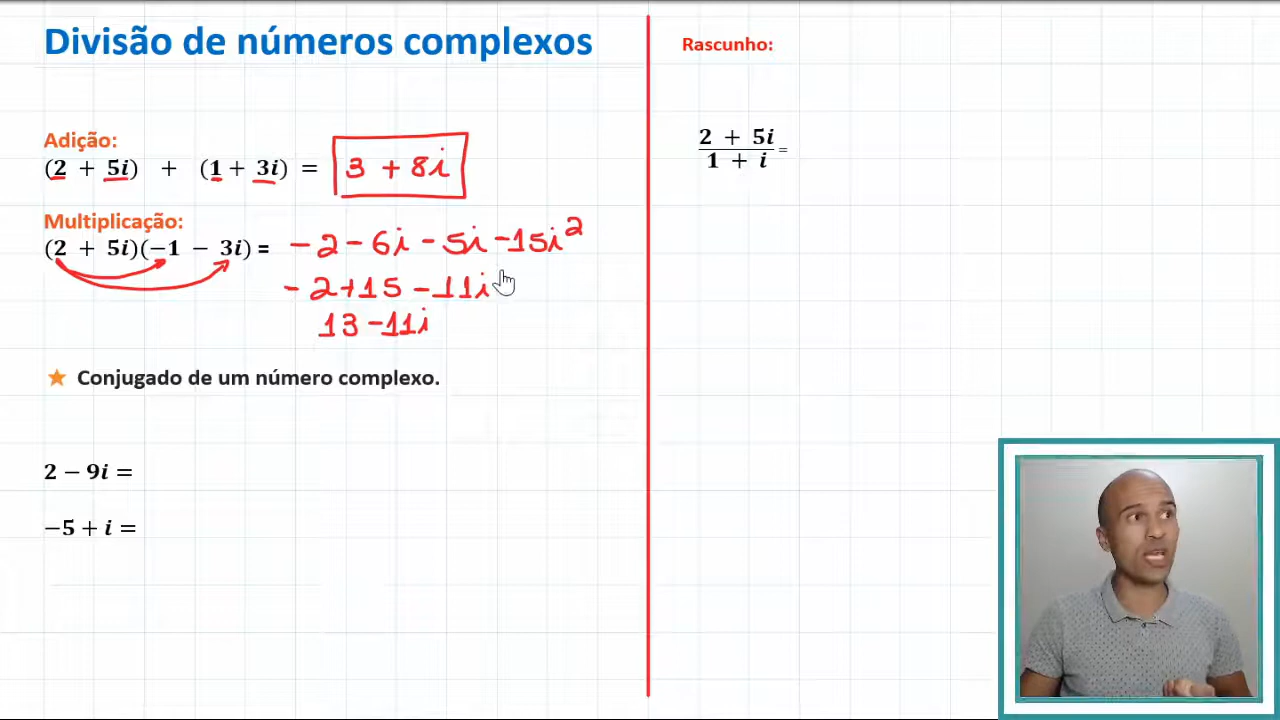 Divisão de números complexos
Adição:
(2 + 5i) + (1 + 3i) = 3 + 8i
Multiplicação:
(2 + 5i)(−1 − 3i) = −2 − 6i − 5i − 15i²
−2 + 15 − 11i
13 − 11i
★ Conjugado de um número complexo.
2 − 9i =
−5 + i =
Rascunho:
2 + 5i
1 + i =